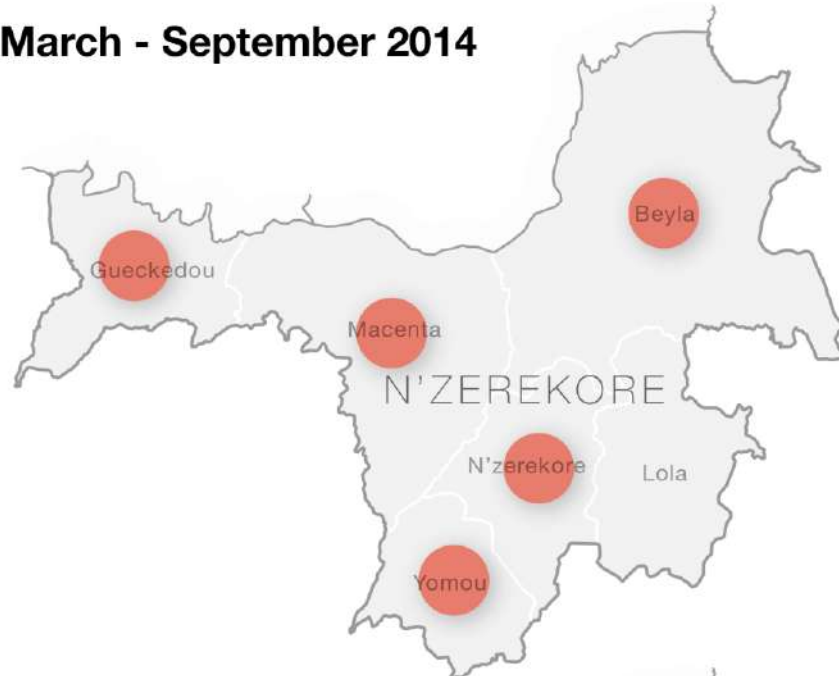 March - September 2014
Beyla
Gueckedou
Macenta
N'ZEREKORE
N'zerekore
Lola
Yomou